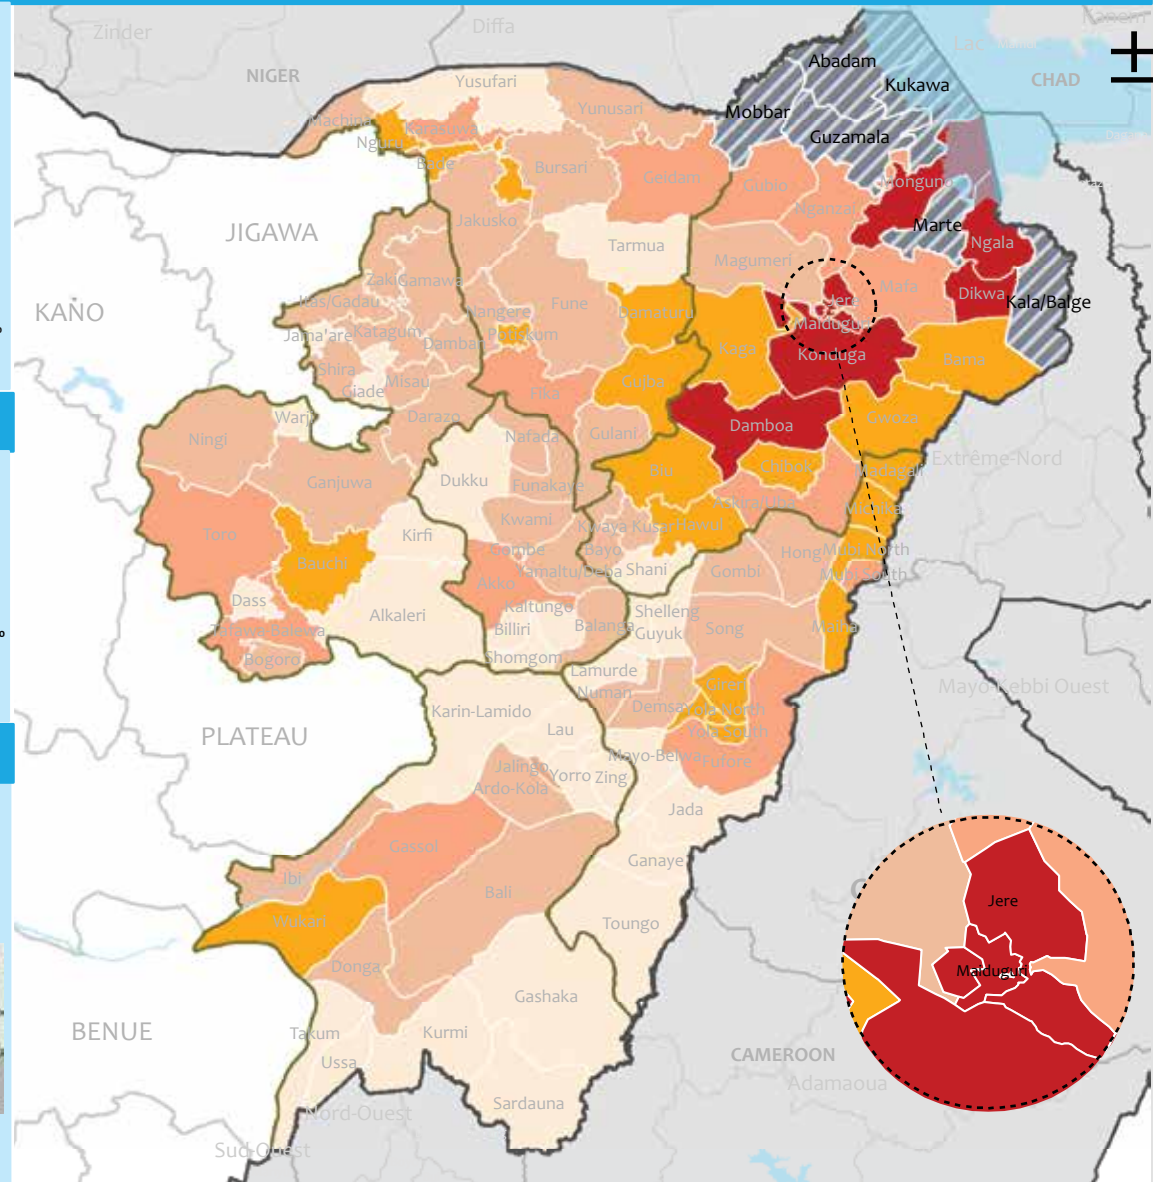 Zinder
Diffa
Kanem
Lac
NIGER
CHAD
Abadam
Kukawa
Yusufari
Yunusari
Mobbar
Guzamala
Machina
Karasuwa
Nguru
Bade
Bursari
Geidam
Gubio
Monguno
Nganzai
Jakusko
Marte
JIGAWA
Tarmua
Ngala
Magumeri
Zaki
Gamawa
Mafa
Dikwa
Kala/Balge
Itas/Gadau
Nangere
Fune
Damaturu
Jere
KANO
Jama'are
Katagum
Dambam
Potiskum
Maiduguri
Kaga
Konduga
Bama
Shira
Giade
Misau
Fika
Gujba
Warji
Darazo
Gwoza
Ningi
Nafada
Gulani
Damboa
Extrême-Nord
Ganjuwa
Dukku
Funakaye
Biu
Chibok
Madagali
Askira/Uba
Michika
Toro
Kirfi
Kwami
Kwaya Kusar
Hawul
Bauchi
Gombe
Bayo
Hong
Mubi North
Akko
Yamaltu/Deba
Shani
Gombi
Mubi South
Dass
Alkaleri
Kaltungo
Shelleng
Tafawa-Balewa
Billiri
Balanga
Guyuk
Song
Maiha
Bogoro
Shomgom
Lamurde
Girei
Numan
Demsa
Yola North
Mayo-Kebbi Ouest
Karin-Lamido
Yola South
PLATEAU
Lau
Mayo-Belwa
Fufore
Jalingo
Yorro
Zing
Ardo-Kola
Jada
Gassol
Ganaye
Ibi
Bali
Jere
Wukari
Toungo
Donga
Maiduguri
Gashaka
BENUE
Takum
Kurmi
Ussa
CAMEROON
Adamaoua
Nord-Ouest
Sardauna
Sud-Ouest